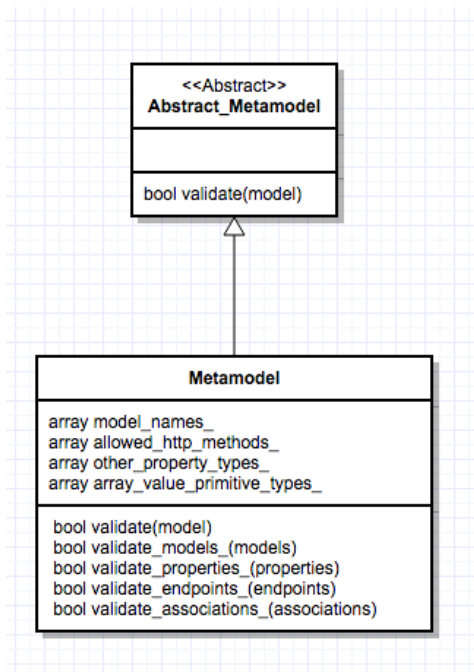 <<Abstract>>
Abstract_Metamodel
bool validate(model)
Metamodel
array model_names_
array allowed_http_methods_
array other_property_types_
array array_value_primitive_types_
bool validate(model)
bool validate_models_(models)
bool validate_properties_(properties)
bool validate_endpoints_(endpoints)
bool validate_associations_(associations)